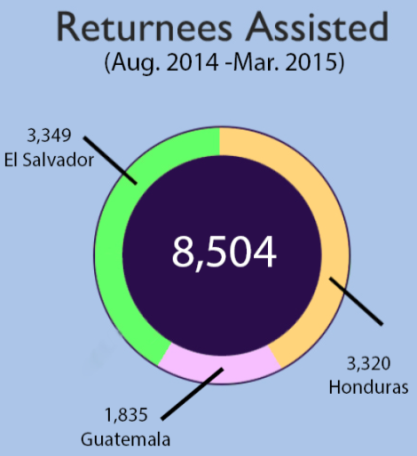 Returnees Assisted
(Aug. 2014 -Mar. 2015)
3,349
El Salvador
8,504
3,320
Honduras
1,835
Guatemala